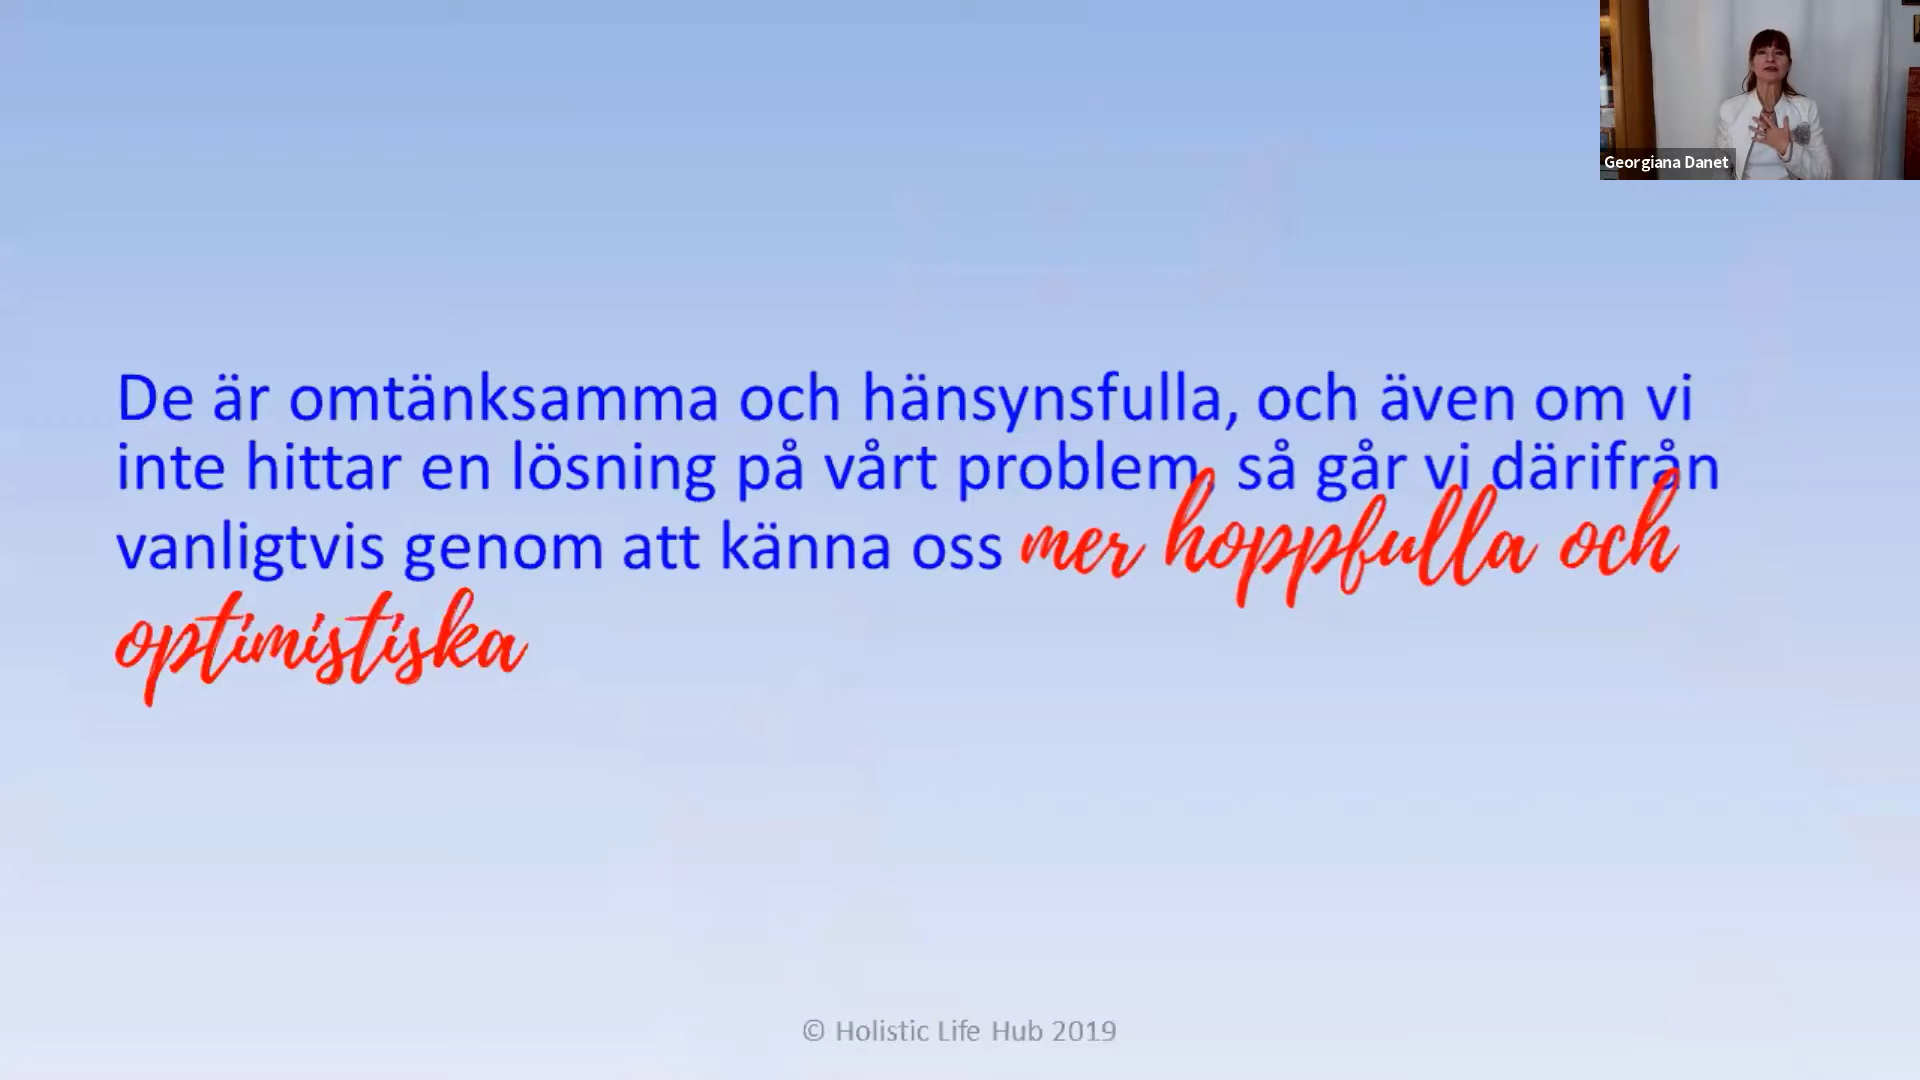 Georgiana Danet
De är omtänksamma och hänsynsfulla, och även om vi
inte hittar en lösning på vårt problem, så går vi därifrån
vanligtvis genom att känna oss mer hoppfulla och
optimistiska
© Holistic Life Hub 2019